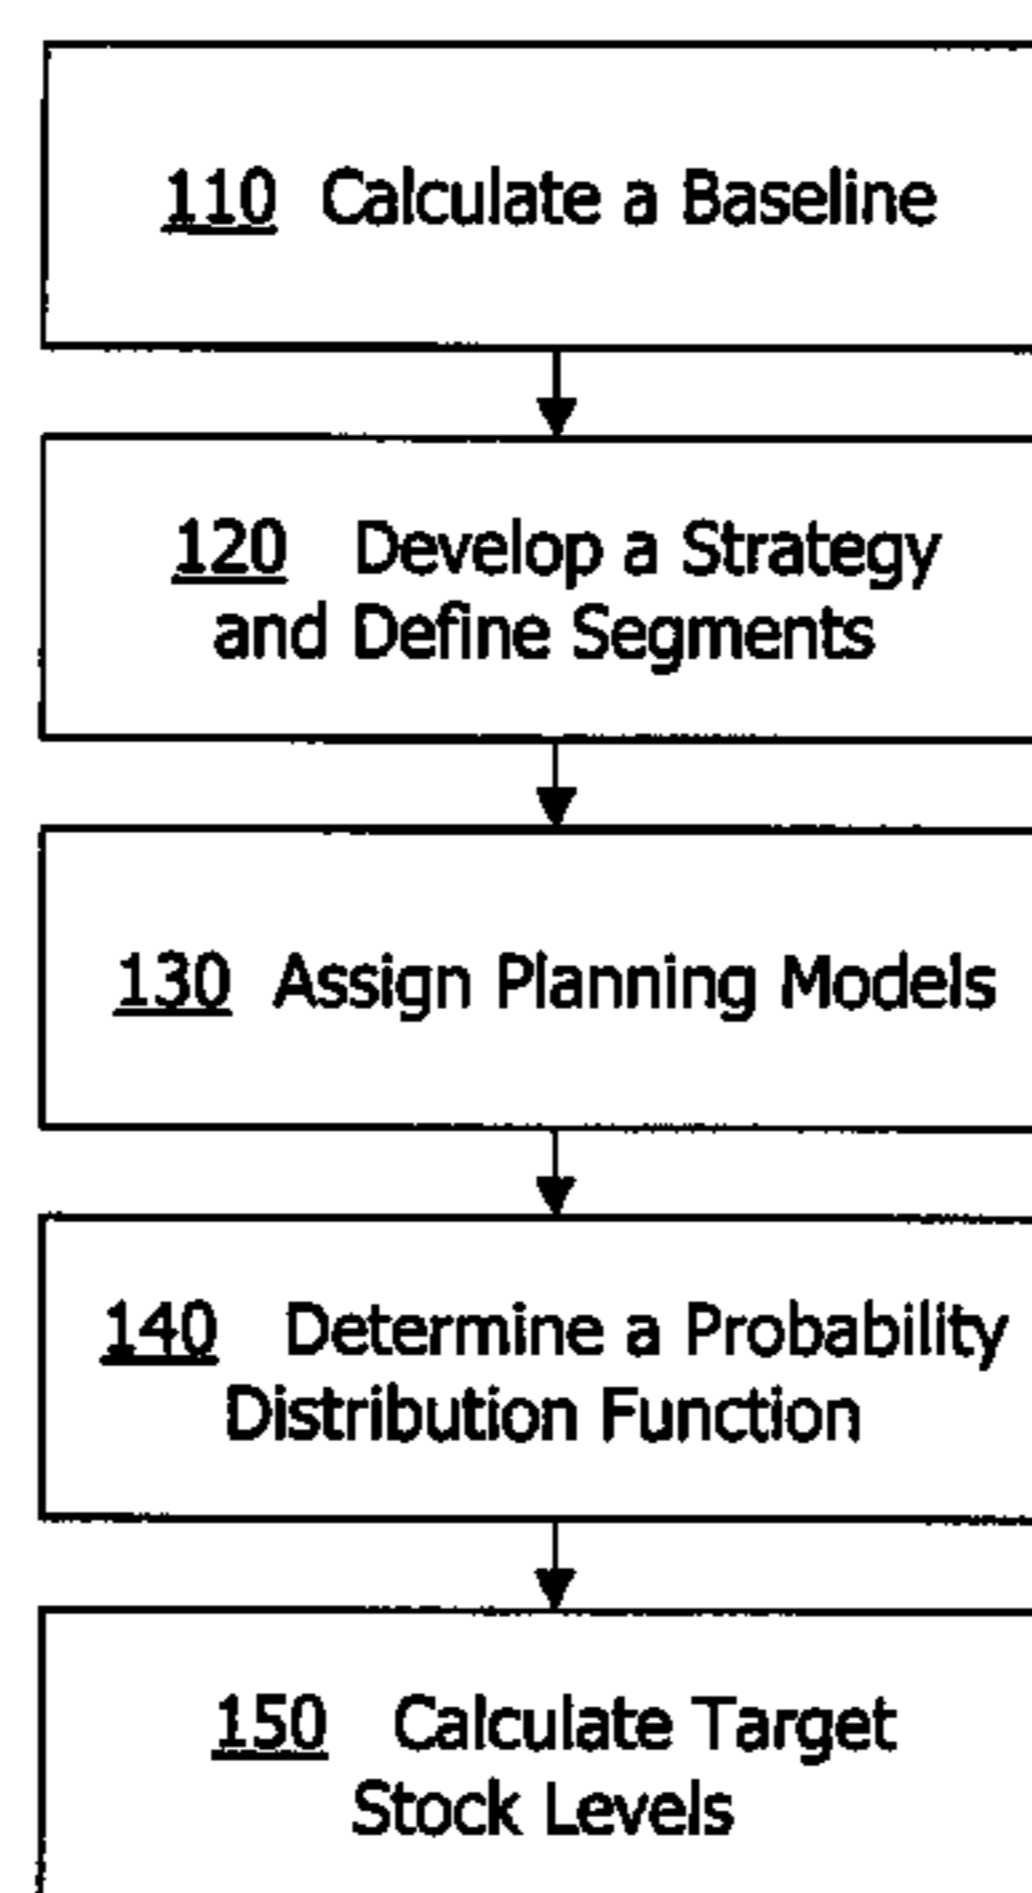 110 Calculate a Baseline
120 Develop a Strategy
and Define Segments
130 Assign Planning Models
140 Determine a Probability
Distribution Function
150 Calculate Target
Stock Levels